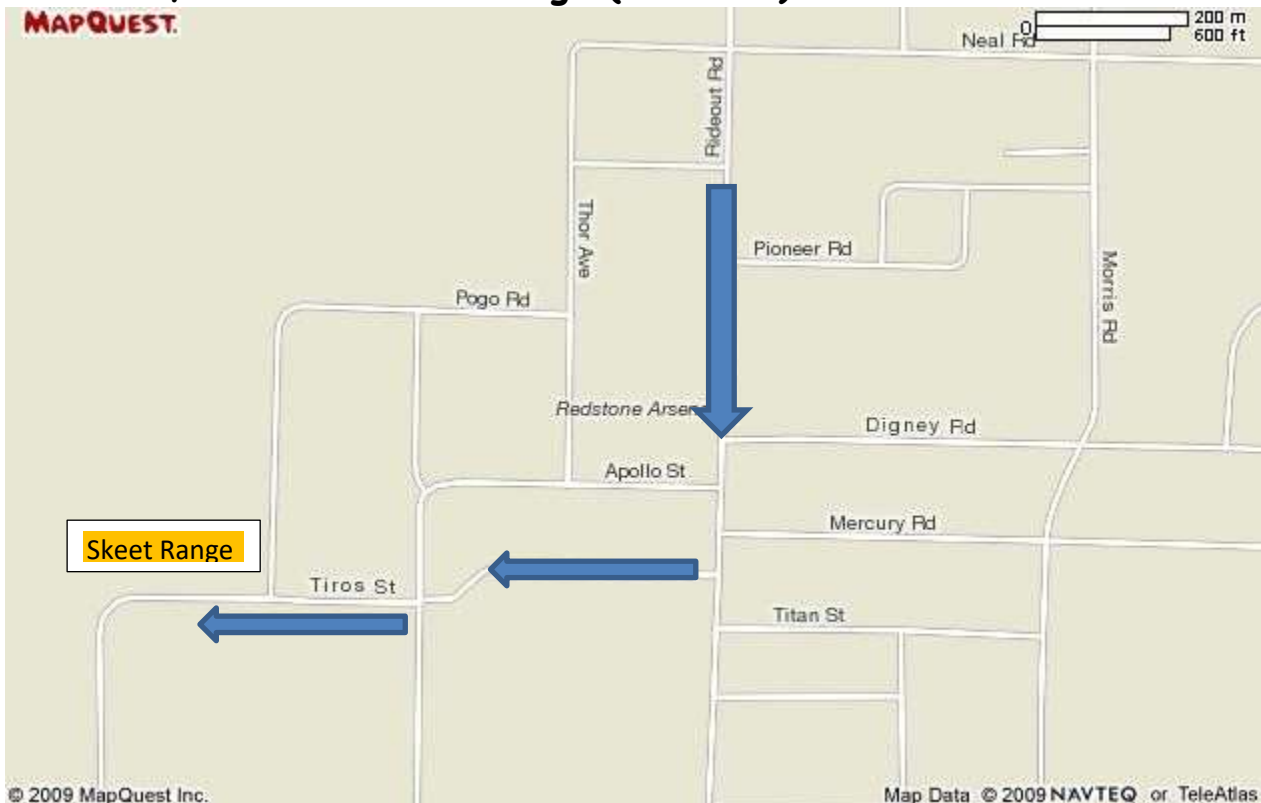 MAPQUEST.
200 m
0
600 ft
Neal Rd
Rideout Rd
Thor Ave
Pioneer Rd
Morris Rd
Pogo Rd
Redstone
Digney Rd
Apollo St
Mercury Rd
Skeet Range
Tiros St
Titan St
© 2009 MapQuest Inc.
Map Data © 2009 NAVTEQ or TeleAtlas